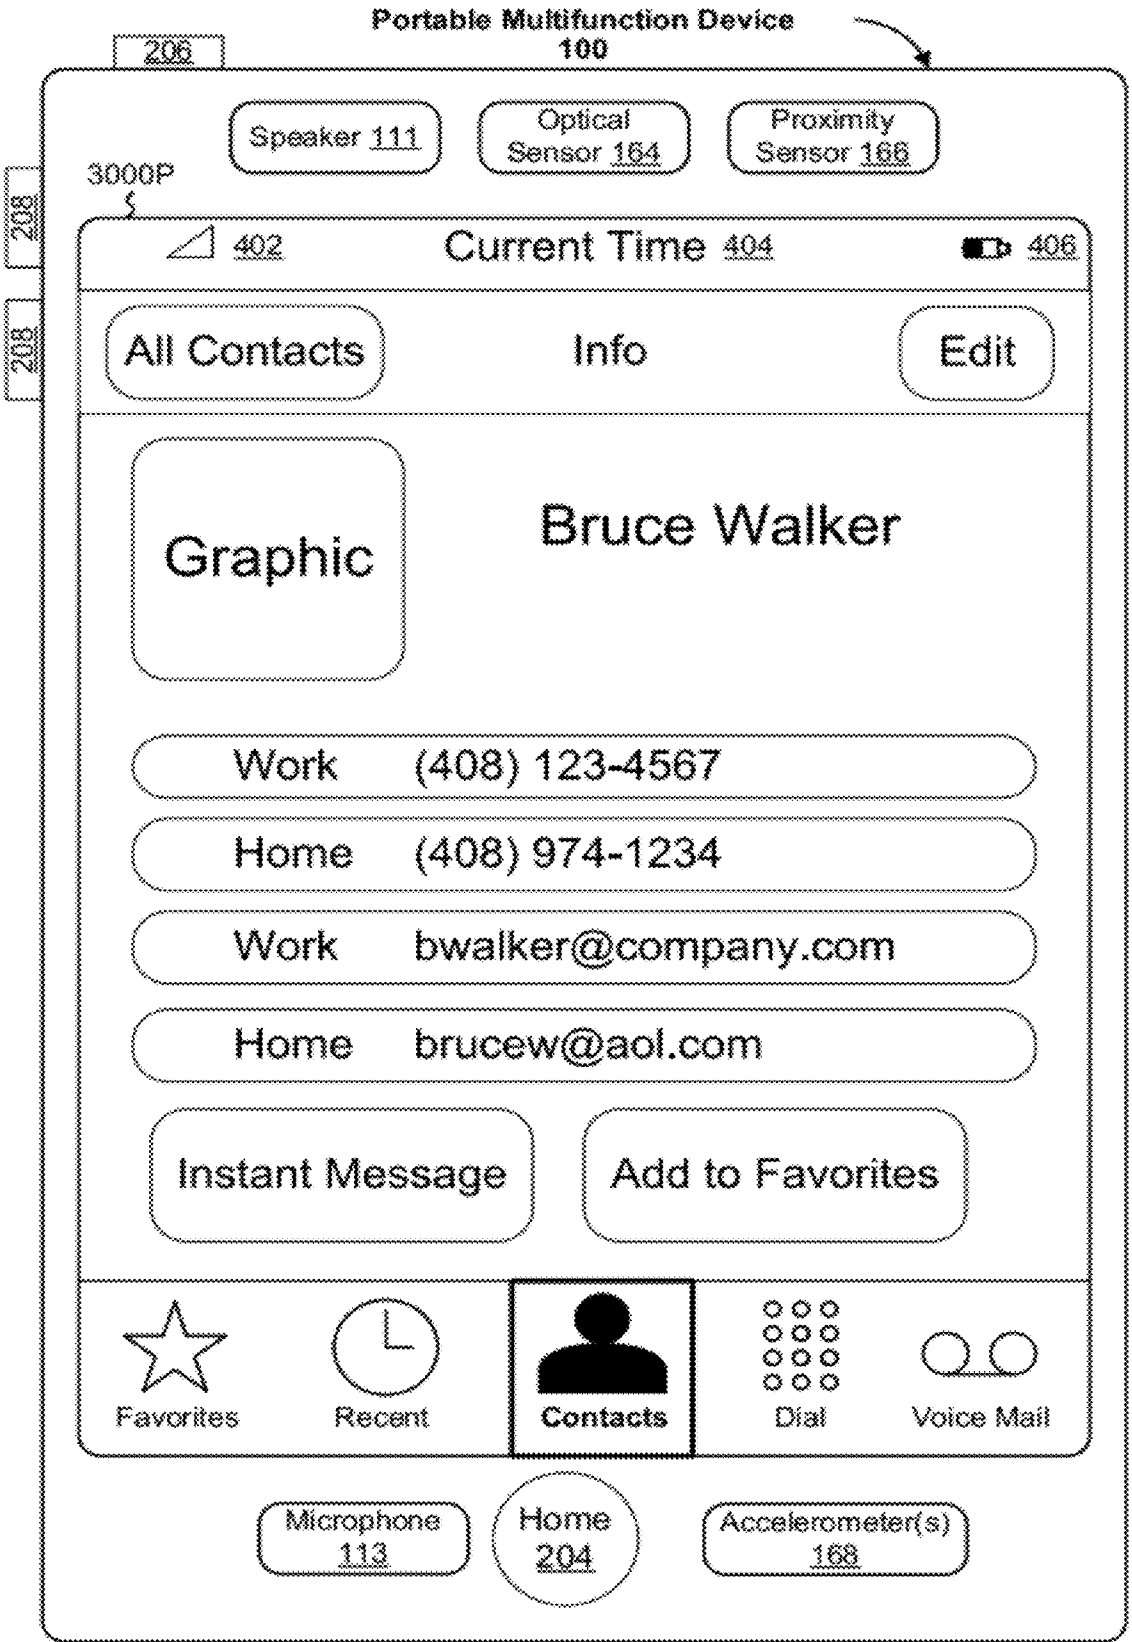 Portable Multifunction Device
100
206
Speaker 111
Optical
Sensor 164
Proximity
Sensor 166
3000P
208
402
Current Time 404
406
208
All Contacts
Info
Edit
Graphic
Bruce Walker
Work (408) 123-4567
Home (408) 974-1234
Work bwalker@company.com
Home brucew@aol.com
Instant Message
Add to Favorites
Favorites
Recent
Contacts
Dial
Voice Mail
Microphone
113
Home
204
Accelerometer(s)
168